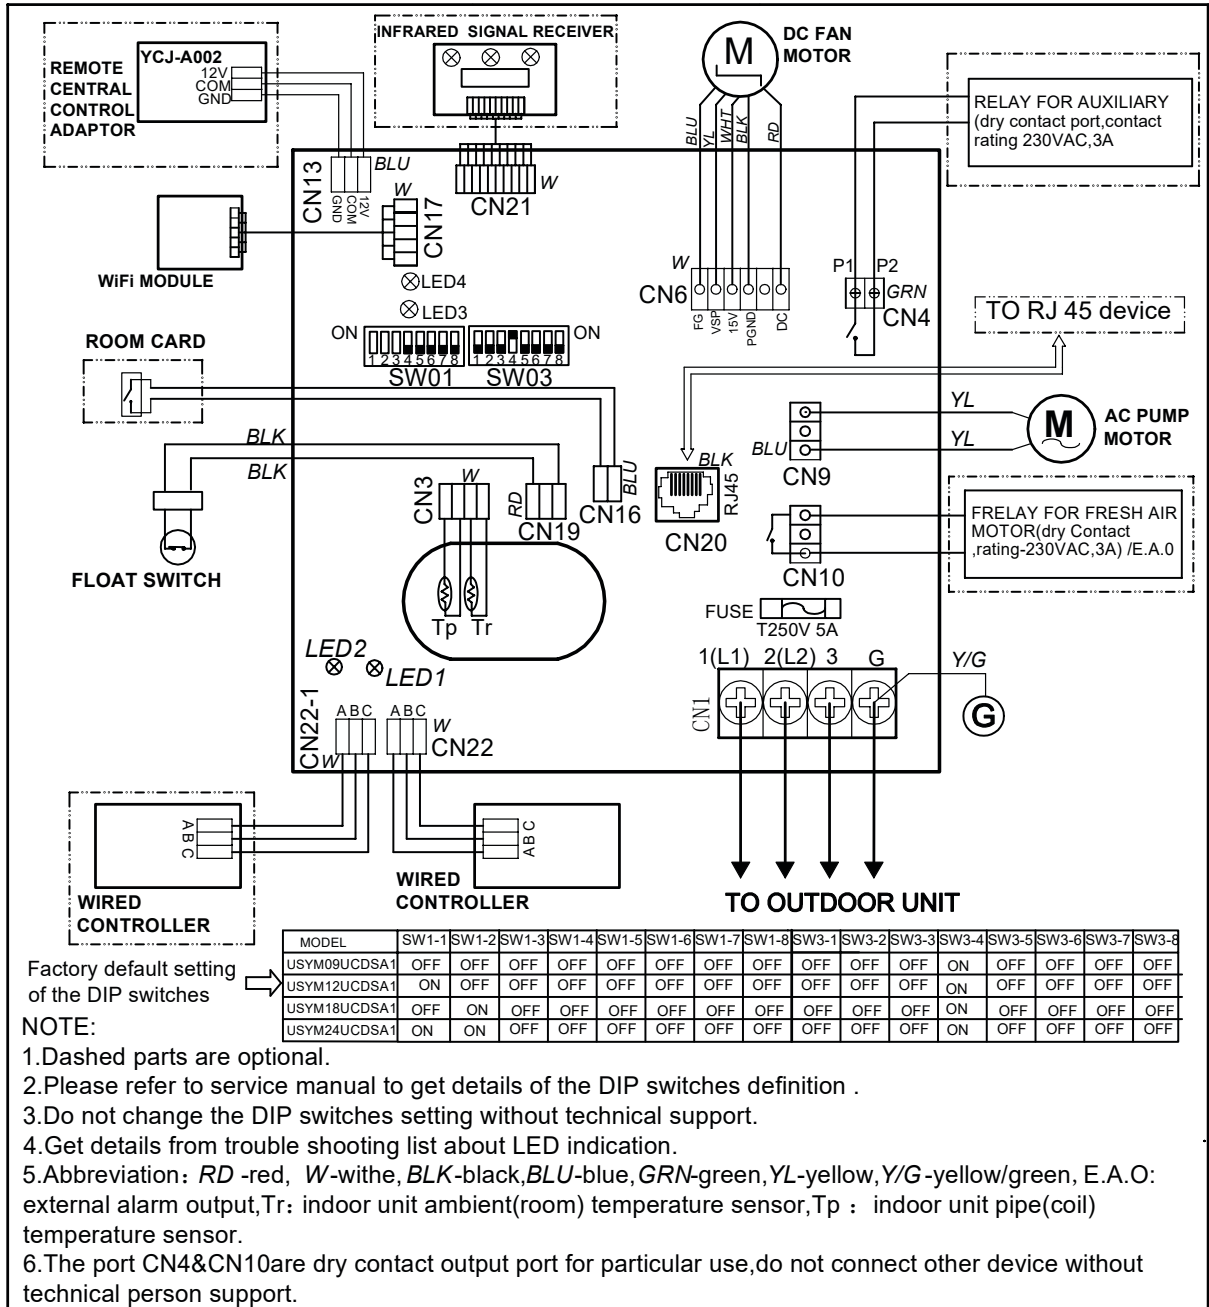 INFRARED SIGNAL RECEIVER
DC FAN
MOTOR
M
YCJ-A002
12V
COM
GND
REMOTE
CENTRAL
CONTROL
ADAPTOR
RELAY FOR AUXILIARY
(dry contact port,contact
rating 230VAC,3A
BLU
YL
WHT
BLK
RD
CN13
BLU
GND
COM
12V
W
CN21
W
CN17
WiFi MODULE
LED4
LED3
W
CN6
FG
VSP
15V
PGND
DC
P1 P2
GRN
CN4
TO RJ 45 device
ROOM CARD
ON
1 2 3 4 5 6 7 8
SW01
1 2 3 4 5 6 7 8
SW03
ON
YL
YL
M
AC PUMP
MOTOR
BLU
CN9
BLK
BLK
FLOAT SWITCH
CN3
W
RD
CN19
CN16
BLU
BLK
RJ45
CN20
CN10
FRELAY FOR FRESH AIR
MOTOR(dry Contact
,rating-230VAC,3A) /E.A.0
Tp Tr
FUSE
T250V 5A
LED2
LED1
1(L1) 2(L2) 3 G
CN1
Y/G
G
CN22-1
W
A B C
A B C
W
CN22
A B C
WIRED
CONTROLLER
A B C
WIRED
CONTROLLER
TO OUTDOOR UNIT
Factory default setting
of the DIP switches
MODEL SW1-1 SW1-2 SW1-3 SW1-4 SW1-5 SW1-6 SW1-7 SW1-8 SW3-1 SW3-2 SW3-3 SW3-4 SW3-5 SW3-6 SW3-7 SW3-8
USYM09UCDSA1 OFF OFF OFF OFF OFF OFF OFF OFF OFF OFF OFF ON OFF OFF OFF OFF
USYM12UCDSA1 ON OFF OFF OFF OFF OFF OFF OFF OFF OFF OFF ON OFF OFF OFF OFF
USYM18UCDSA1 OFF ON OFF OFF OFF OFF OFF OFF OFF OFF OFF ON OFF OFF OFF OFF
USYM24UCDSA1 ON ON OFF OFF OFF OFF OFF OFF OFF OFF OFF ON OFF OFF OFF OFF
NOTE:
1.Dashed parts are optional.
2.Please refer to service manual to get details of the DIP switches definition .
3.Do not change the DIP switches setting without technical support.
4.Get details from trouble shooting list about LED indication.
5.Abbreviation：RD -red, W -withe, BLK-black,BLU-blue,GRN-green,YL-yellow,Y/G -yellow/green, E.A.O:
external alarm output,Tr：indoor unit ambient(room) temperature sensor,Tp ： indoor unit pipe(coil)
temperature sensor.
6.The port CN4&CN10are dry contact output port for particular use,do not connect other device without
technical person support.